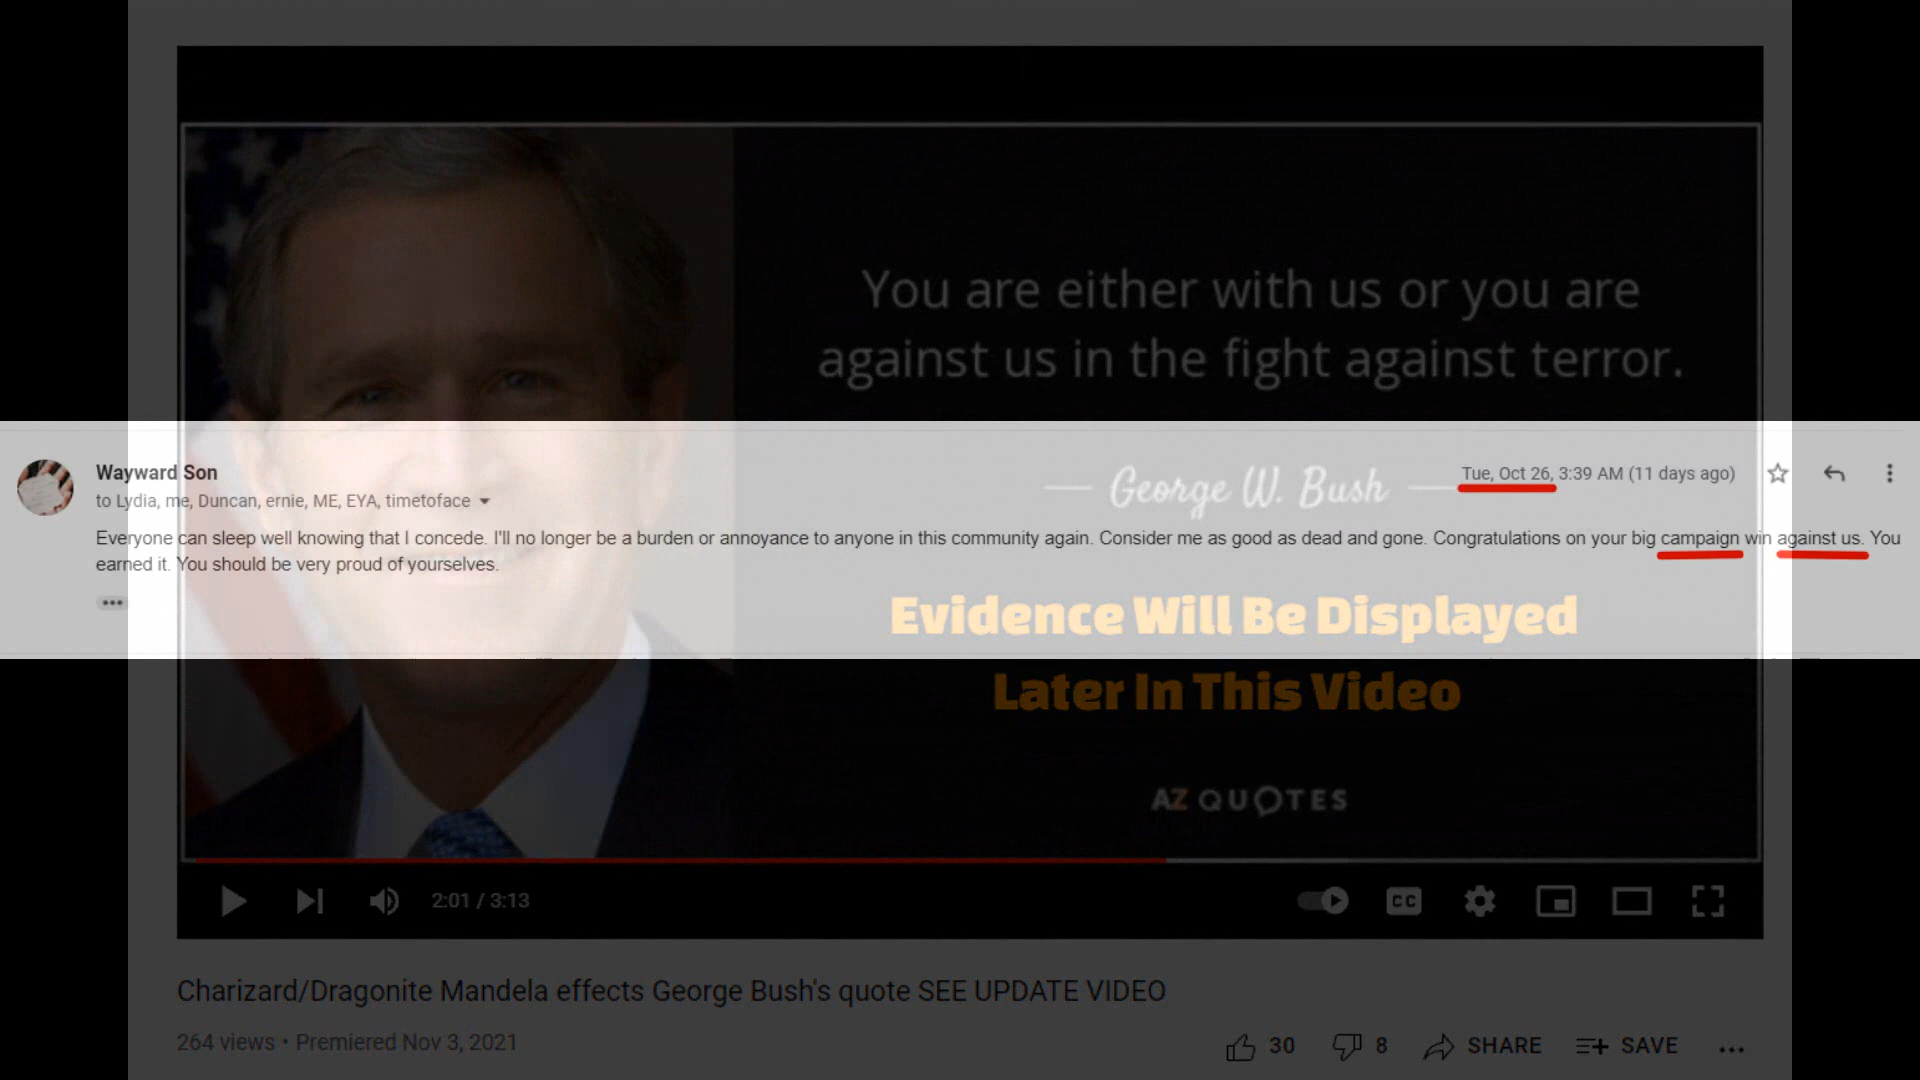 You are either with us or you are
against us in the fight against terror.
Wayward Son
George W. Bush
Tue, Oct 26, 3:39 AM (11 days ago)
to Lydia, me, Duncan, ernie, ME, EYA, timetoface
Everyone can sleep well knowing that I concede. I'll no longer be a burden or annoyance to anyone in this community again. Consider me as good as dead and gone. Congratulations on your big campaign win against us. You
earned it. You should be very proud of yourselves.
Evidence Will Be Displayed
Later In This Video
AZ QUOTES
2:01 / 3:13
CC
Charizard/Dragonite Mandela effects George Bush's quote SEE UPDATE VIDEO
264 views • Premiered Nov 3, 2021
30
8
SHARE
SAVE